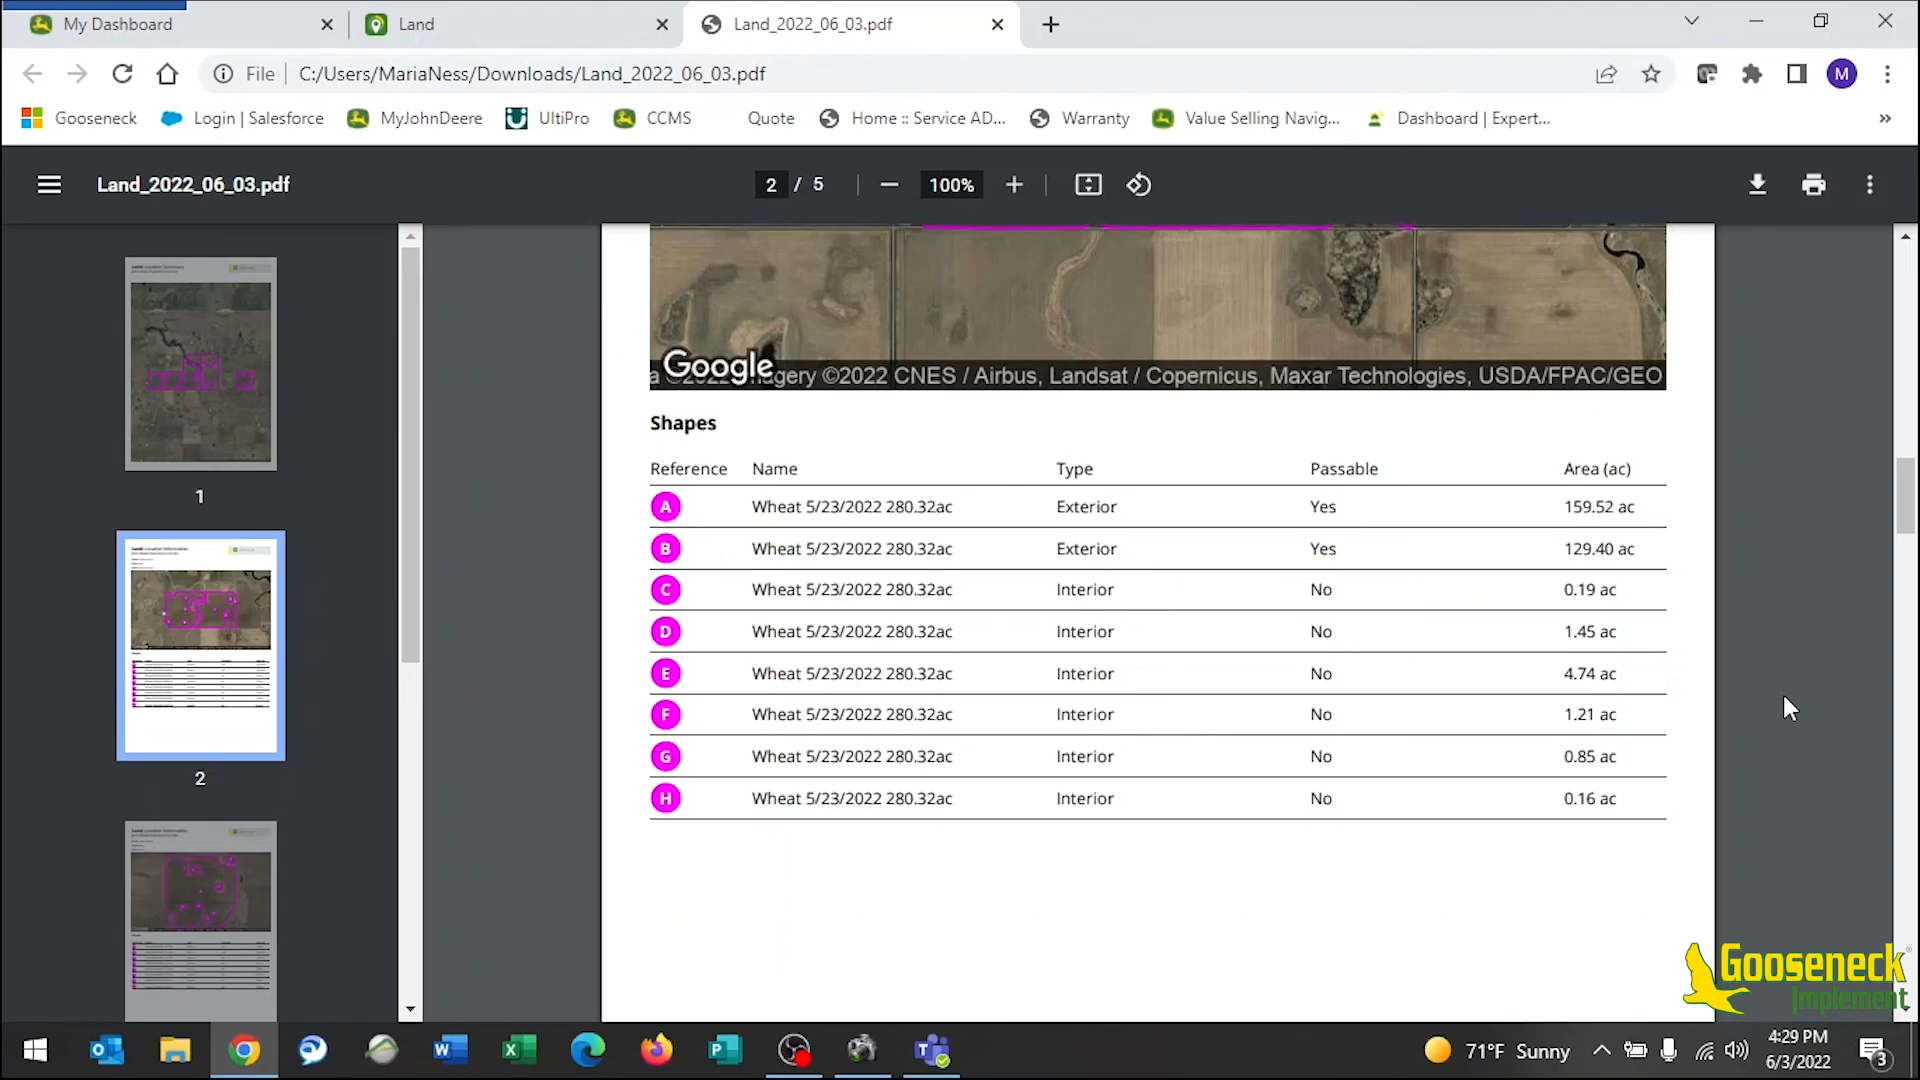 My Dashboard
Land
Land_2022_06_03.pdf
File
C:/Users/MariaNess/Downloads/Land_2022_06_03.pdf
M
Gooseneck
Login | Salesforce
MyJohnDeere
UltiPro
CCMS
Quote
Home :: Service AD...
Warranty
Value Selling Navig...
Dashboard | Expert...
»
Land_2022_06_03.pdf
2 / 5
100%
1
2
Google
©2022 CNES / Airbus, Landsat / Copernicus, Maxar Technologies, USDA/FPAC/GEO
Shapes
Reference Name Type Passable Area (ac)
A Wheat 5/23/2022 280.32ac Exterior Yes 159.52 ac
B Wheat 5/23/2022 280.32ac Exterior Yes 129.40 ac
C Wheat 5/23/2022 280.32ac Interior No 0.19 ac
D Wheat 5/23/2022 280.32ac Interior No 1.45 ac
E Wheat 5/23/2022 280.32ac Interior No 4.74 ac
F Wheat 5/23/2022 280.32ac Interior No 1.21 ac
G Wheat 5/23/2022 280.32ac Interior No 0.85 ac
H Wheat 5/23/2022 280.32ac Interior No 0.16 ac
Gooseneck
Implement
71°F Sunny
4:29 PM
6/3/2022
3